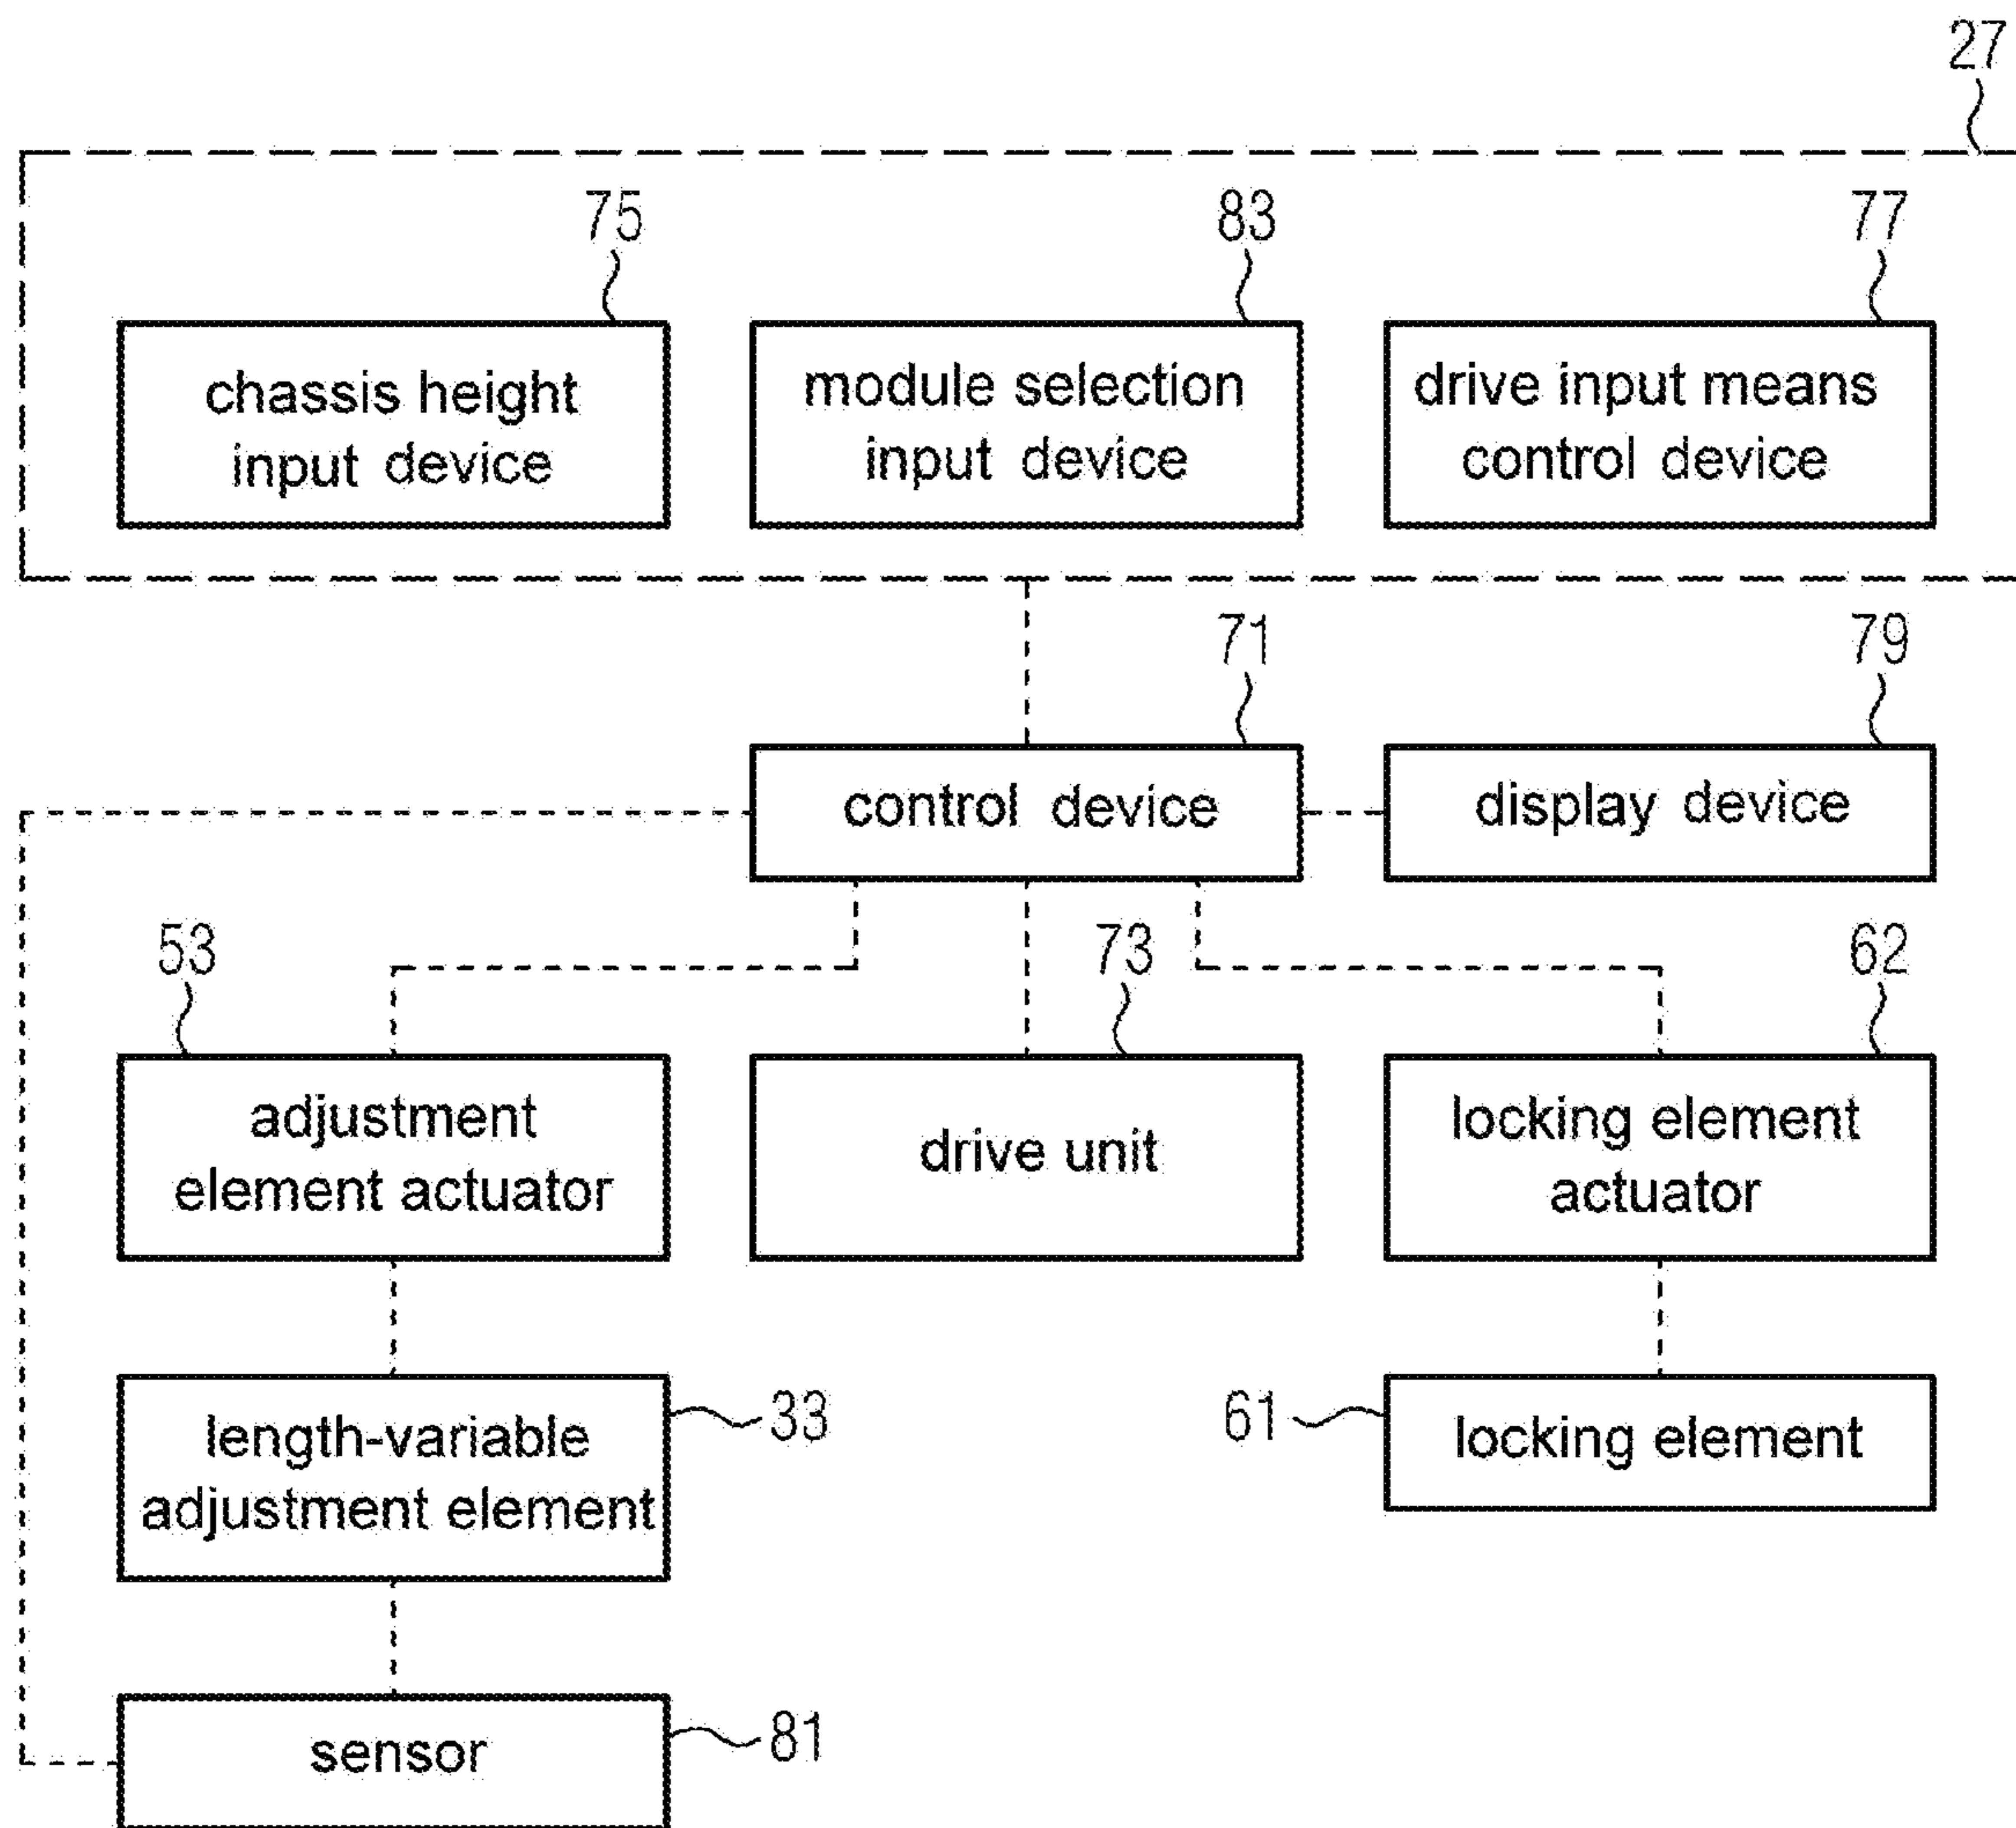 27
75
83
77
chassis height
input device
module selection
input device
drive input means
control device
71
79
control device
display device
53
73
62
adjustment
element actuator
drive unit
locking element
actuator
length-variable
adjustment element
33
61
locking element
sensor
81